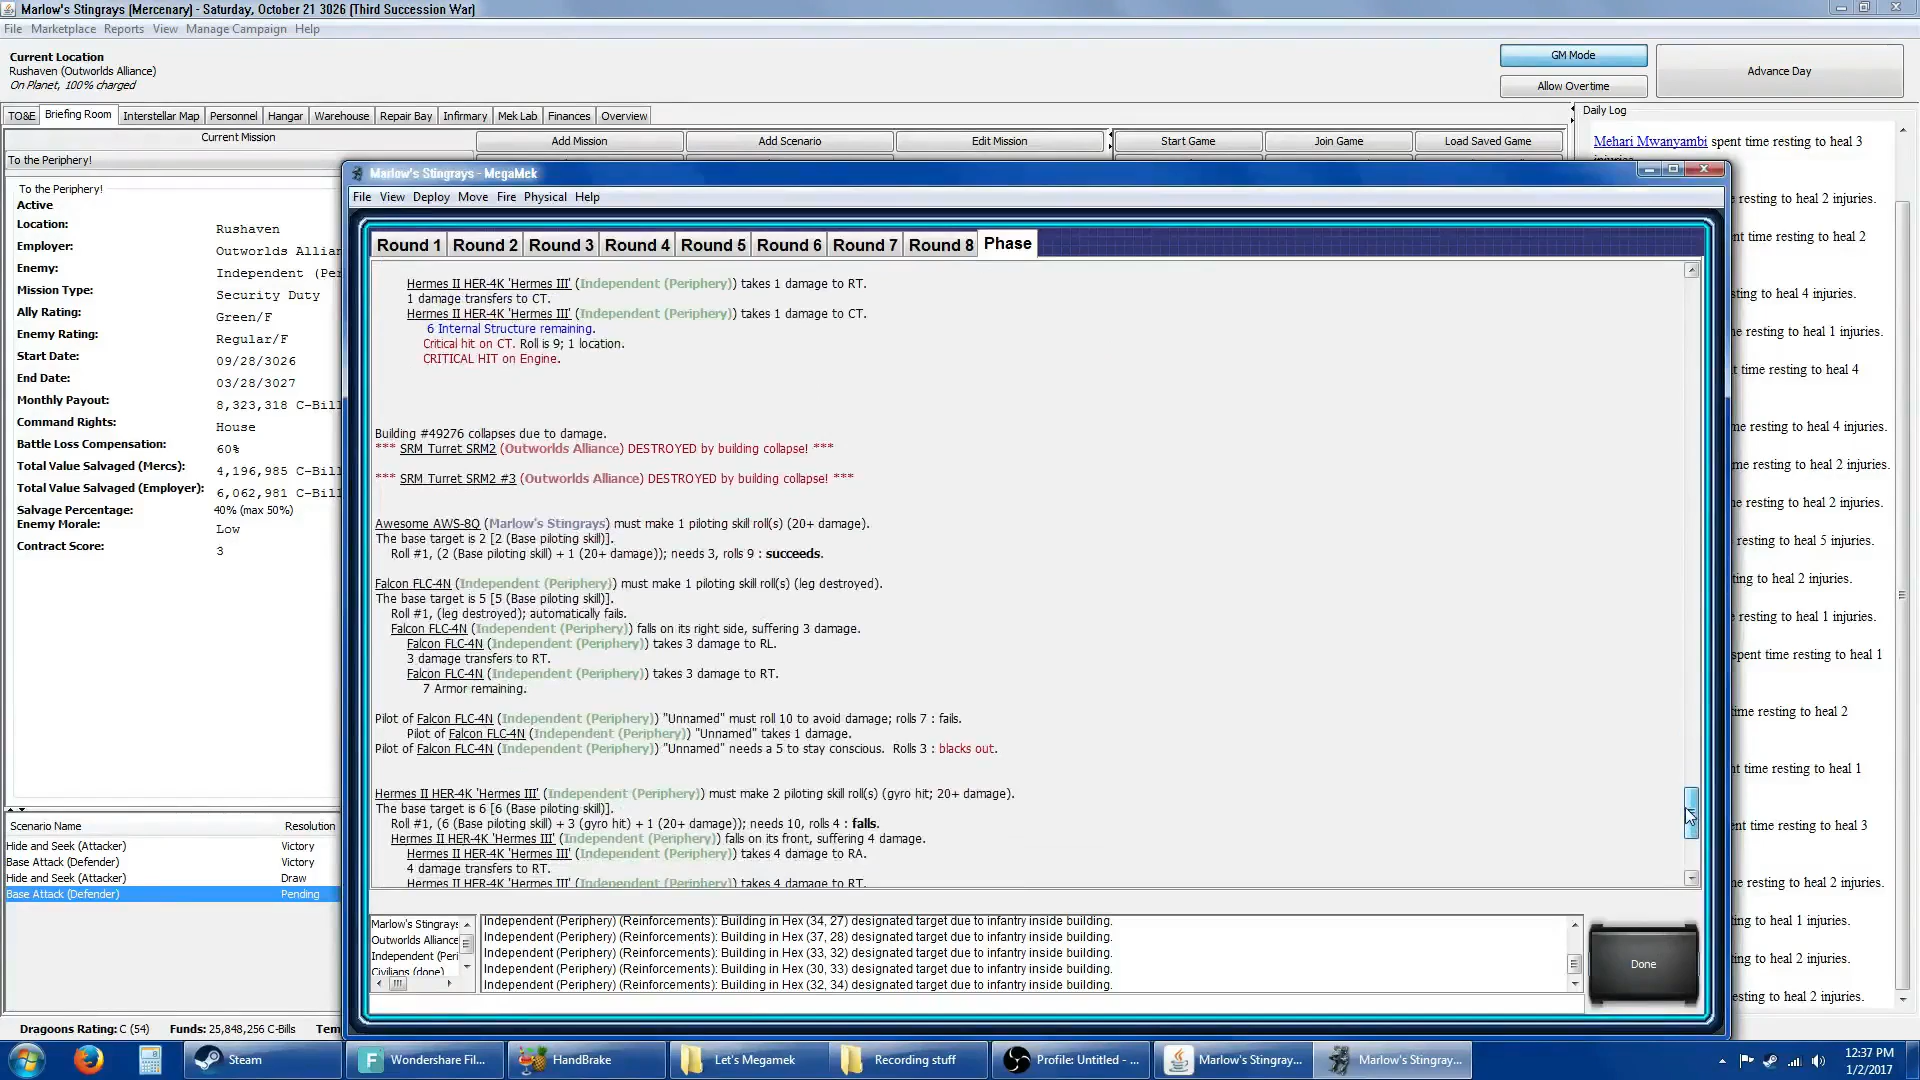 Marlow's Stingrays (Mercenary) - Saturday, October 21 3026 (Third Succession War)
File Marketplace Reports View Manage Campaign Help
Current Location
Rushaven (Outworlds Alliance)
On Planet, 100% charged
GM Mode
Allow Overtime
Advance Day
TO&E Briefing Room Interstellar Map Personnel Hangar Warehouse Repair Bay Infirmary Mek Lab Finances Overview
Current Mission
Add Mission Add Scenario Edit Mission Start Game Join Game Load Saved Game
To the Periphery!
To the Periphery!
Active
Location: Rushaven
Employer: Outworlds Allian
Enemy: Independent (Pe
Mission Type: Security Duty
Ally Rating: Green/F
Enemy Rating: Regular/F
Start Date: 09/28/3026
End Date: 03/28/3027
Monthly Payout: 8,323,318 C-Bill
Command Rights: House
Battle Loss Compensation: 60%
Total Value Salvaged (Mercs): 4,196,985 C-Bill
Total Value Salvaged (Employer): 6,062,981 C-Bill
Salvage Percentage: 40% (max 50%)
Enemy Morale: Low
Contract Score: 3
Scenario Name Resolution
Hide and Seek (Attacker) Victory
Base Attack (Defender) Victory
Hide and Seek (Attacker) Draw
Base Attack (Defender) Pending
Dragoons Rating: C (54) Funds: 25,848,256 C-Bills Tem
Marlow's Stingrays - MegaMek
File View Deploy Move Fire Physical Help
Round 1 Round 2 Round 3 Round 4 Round 5 Round 6 Round 7 Round 8 Phase
Hermes II HER-4K 'Hermes III' (Independent (Periphery)) takes 1 damage to RT.
1 damage transfers to CT.
Hermes II HER-4K 'Hermes III' (Independent (Periphery)) takes 1 damage to CT.
6 Internal Structure remaining.
Critical hit on CT. Roll is 9; 1 location.
CRITICAL HIT on Engine.
Building #49276 collapses due to damage.
*** SRM Turret SRM2 (Outworlds Alliance) DESTROYED by building collapse! ***
*** SRM Turret SRM2 #3 (Outworlds Alliance) DESTROYED by building collapse! ***
Awesome AWS-8Q (Marlow's Stingrays) must make 1 piloting skill roll(s) (20+ damage).
The base target is 2 [2 (Base piloting skill)].
Roll #1, (2 (Base piloting skill) + 1 (20+ damage)); needs 3, rolls 9 : succeeds.
Falcon FLC-4N (Independent (Periphery)) must make 1 piloting skill roll(s) (leg destroyed).
The base target is 5 [5 (Base piloting skill)].
Roll #1, (leg destroyed); automatically fails.
Falcon FLC-4N (Independent (Periphery)) falls on its right side, suffering 3 damage.
Falcon FLC-4N (Independent (Periphery)) takes 3 damage to RL.
3 damage transfers to RT.
Falcon FLC-4N (Independent (Periphery)) takes 3 damage to RT.
7 Armor remaining.
Pilot of Falcon FLC-4N (Independent (Periphery)) "Unnamed" must roll 10 to avoid damage; rolls 7 : fails.
Pilot of Falcon FLC-4N (Independent (Periphery)) "Unnamed" takes 1 damage.
Pilot of Falcon FLC-4N (Independent (Periphery)) "Unnamed" needs a 5 to stay conscious. Rolls 3 : blacks out.
Hermes II HER-4K 'Hermes III' (Independent (Periphery)) must make 2 piloting skill roll(s) (gyro hit; 20+ damage).
The base target is 6 [6 (Base piloting skill)].
Roll #1, (6 (Base piloting skill) + 3 (gyro hit) + 1 (20+ damage)); needs 10, rolls 4 : falls.
Hermes II HER-4K 'Hermes III' (Independent (Periphery)) falls on its front, suffering 4 damage.
Hermes II HER-4K 'Hermes III' (Independent (Periphery)) takes 4 damage to RA.
4 damage transfers to RT.
Hermes II HER-4K 'Hermes III' (Independent (Periphery)) takes 4 damage to RT.
Marlow's Stingrays
Outworlds Alliance
Independent (Peri
Civilians (done)
Independent (Periphery) (Reinforcements): Building in Hex (34, 27) designated target due to infantry inside building.
Independent (Periphery) (Reinforcements): Building in Hex (37, 28) designated target due to infantry inside building.
Independent (Periphery) (Reinforcements): Building in Hex (33, 32) designated target due to infantry inside building.
Independent (Periphery) (Reinforcements): Building in Hex (30, 33) designated target due to infantry inside building.
Independent (Periphery) (Reinforcements): Building in Hex (32, 34) designated target due to infantry inside building.
Done
Daily Log
Mehari Mwanyambi spent time resting to heal 3
injuries.
resting to heal 2 injuries.
nt time resting to heal 2
sting to heal 4 injuries.
me resting to heal 1 injuries.
t time resting to heal 4
me resting to heal 2 injuries.
resting to heal 2 injuries.
me resting to heal 5 injuries.
ting to heal 2 injuries.
me resting to heal 1 injuries.
spent time resting to heal 1
ime resting to heal 2
nt time resting to heal 1
ent time resting to heal 3
me resting to heal 2 injuries.
sting to heal 1 injuries.
ting to heal 2 injuries.
esting to heal 2 injuries.
Steam Wondershare Fil... HandBrake Let's Megamek Recording stuff Profile: Untitled - ... Marlow's Stingray... Marlow's Stingray...
12:37 PM
1/2/2017